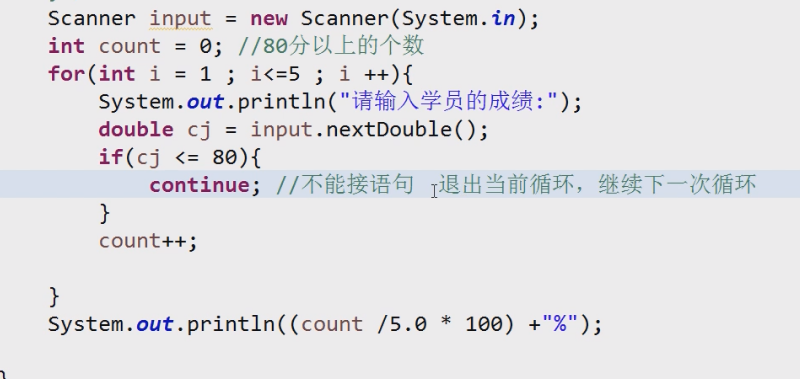 Scanner input = new Scanner(System.in);
int count = 0; //80分以上的个数
for(int i = 1 ; i<=5 ; i ++){
System.out.println("请输入学员的成绩:");
double cj = input.nextDouble();
if(cj <= 80){
continue; //不能接语句 退出当前循环，继续下一次循环
}
count++;
}
System.out.println((count /5.0 * 100) +"%");
}